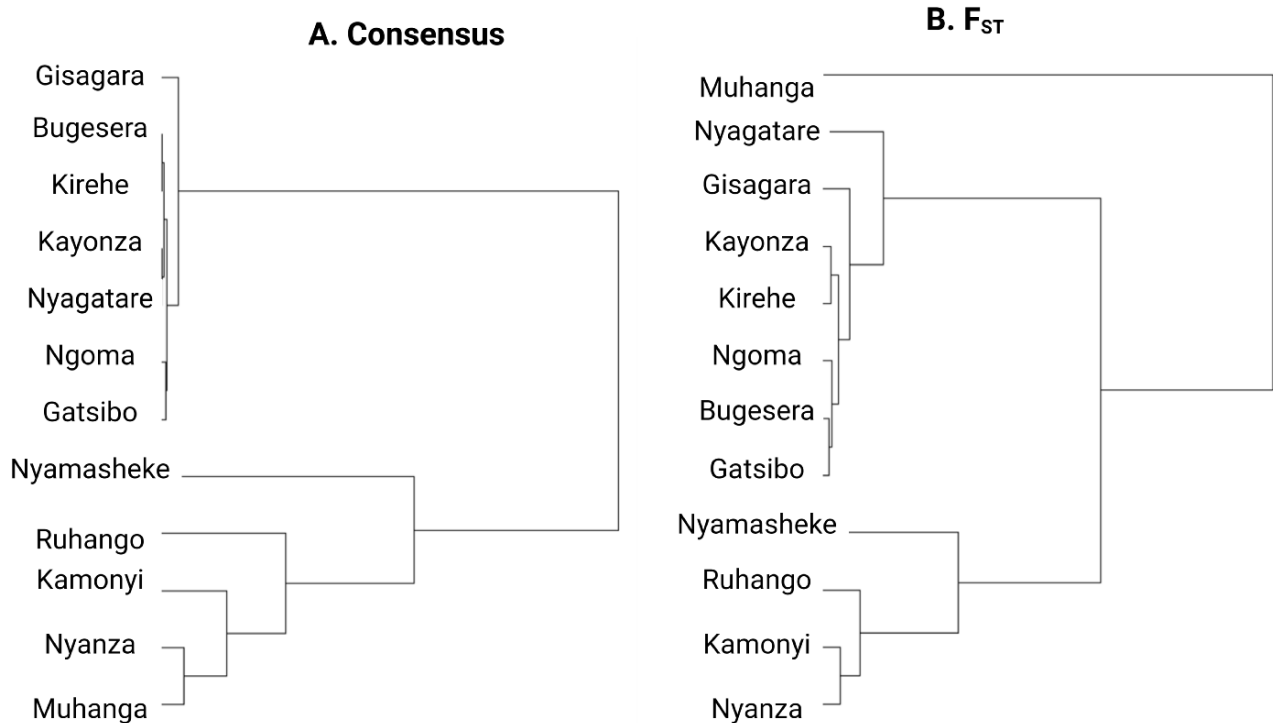 A. Consensus
Gisagara
Bugesera
Kirehe
Kayonza
Nyagatare
Ngoma
Gatsibo
Nyamasheke
Ruhango
Kamonyi
Nyanza
Muhanga
B. FST
Muhanga
Nyagatare
Gisagara
Kayonza
Kirehe
Ngoma
Bugesera
Gatsibo
Nyamasheke
Ruhango
Kamonyi
Nyanza